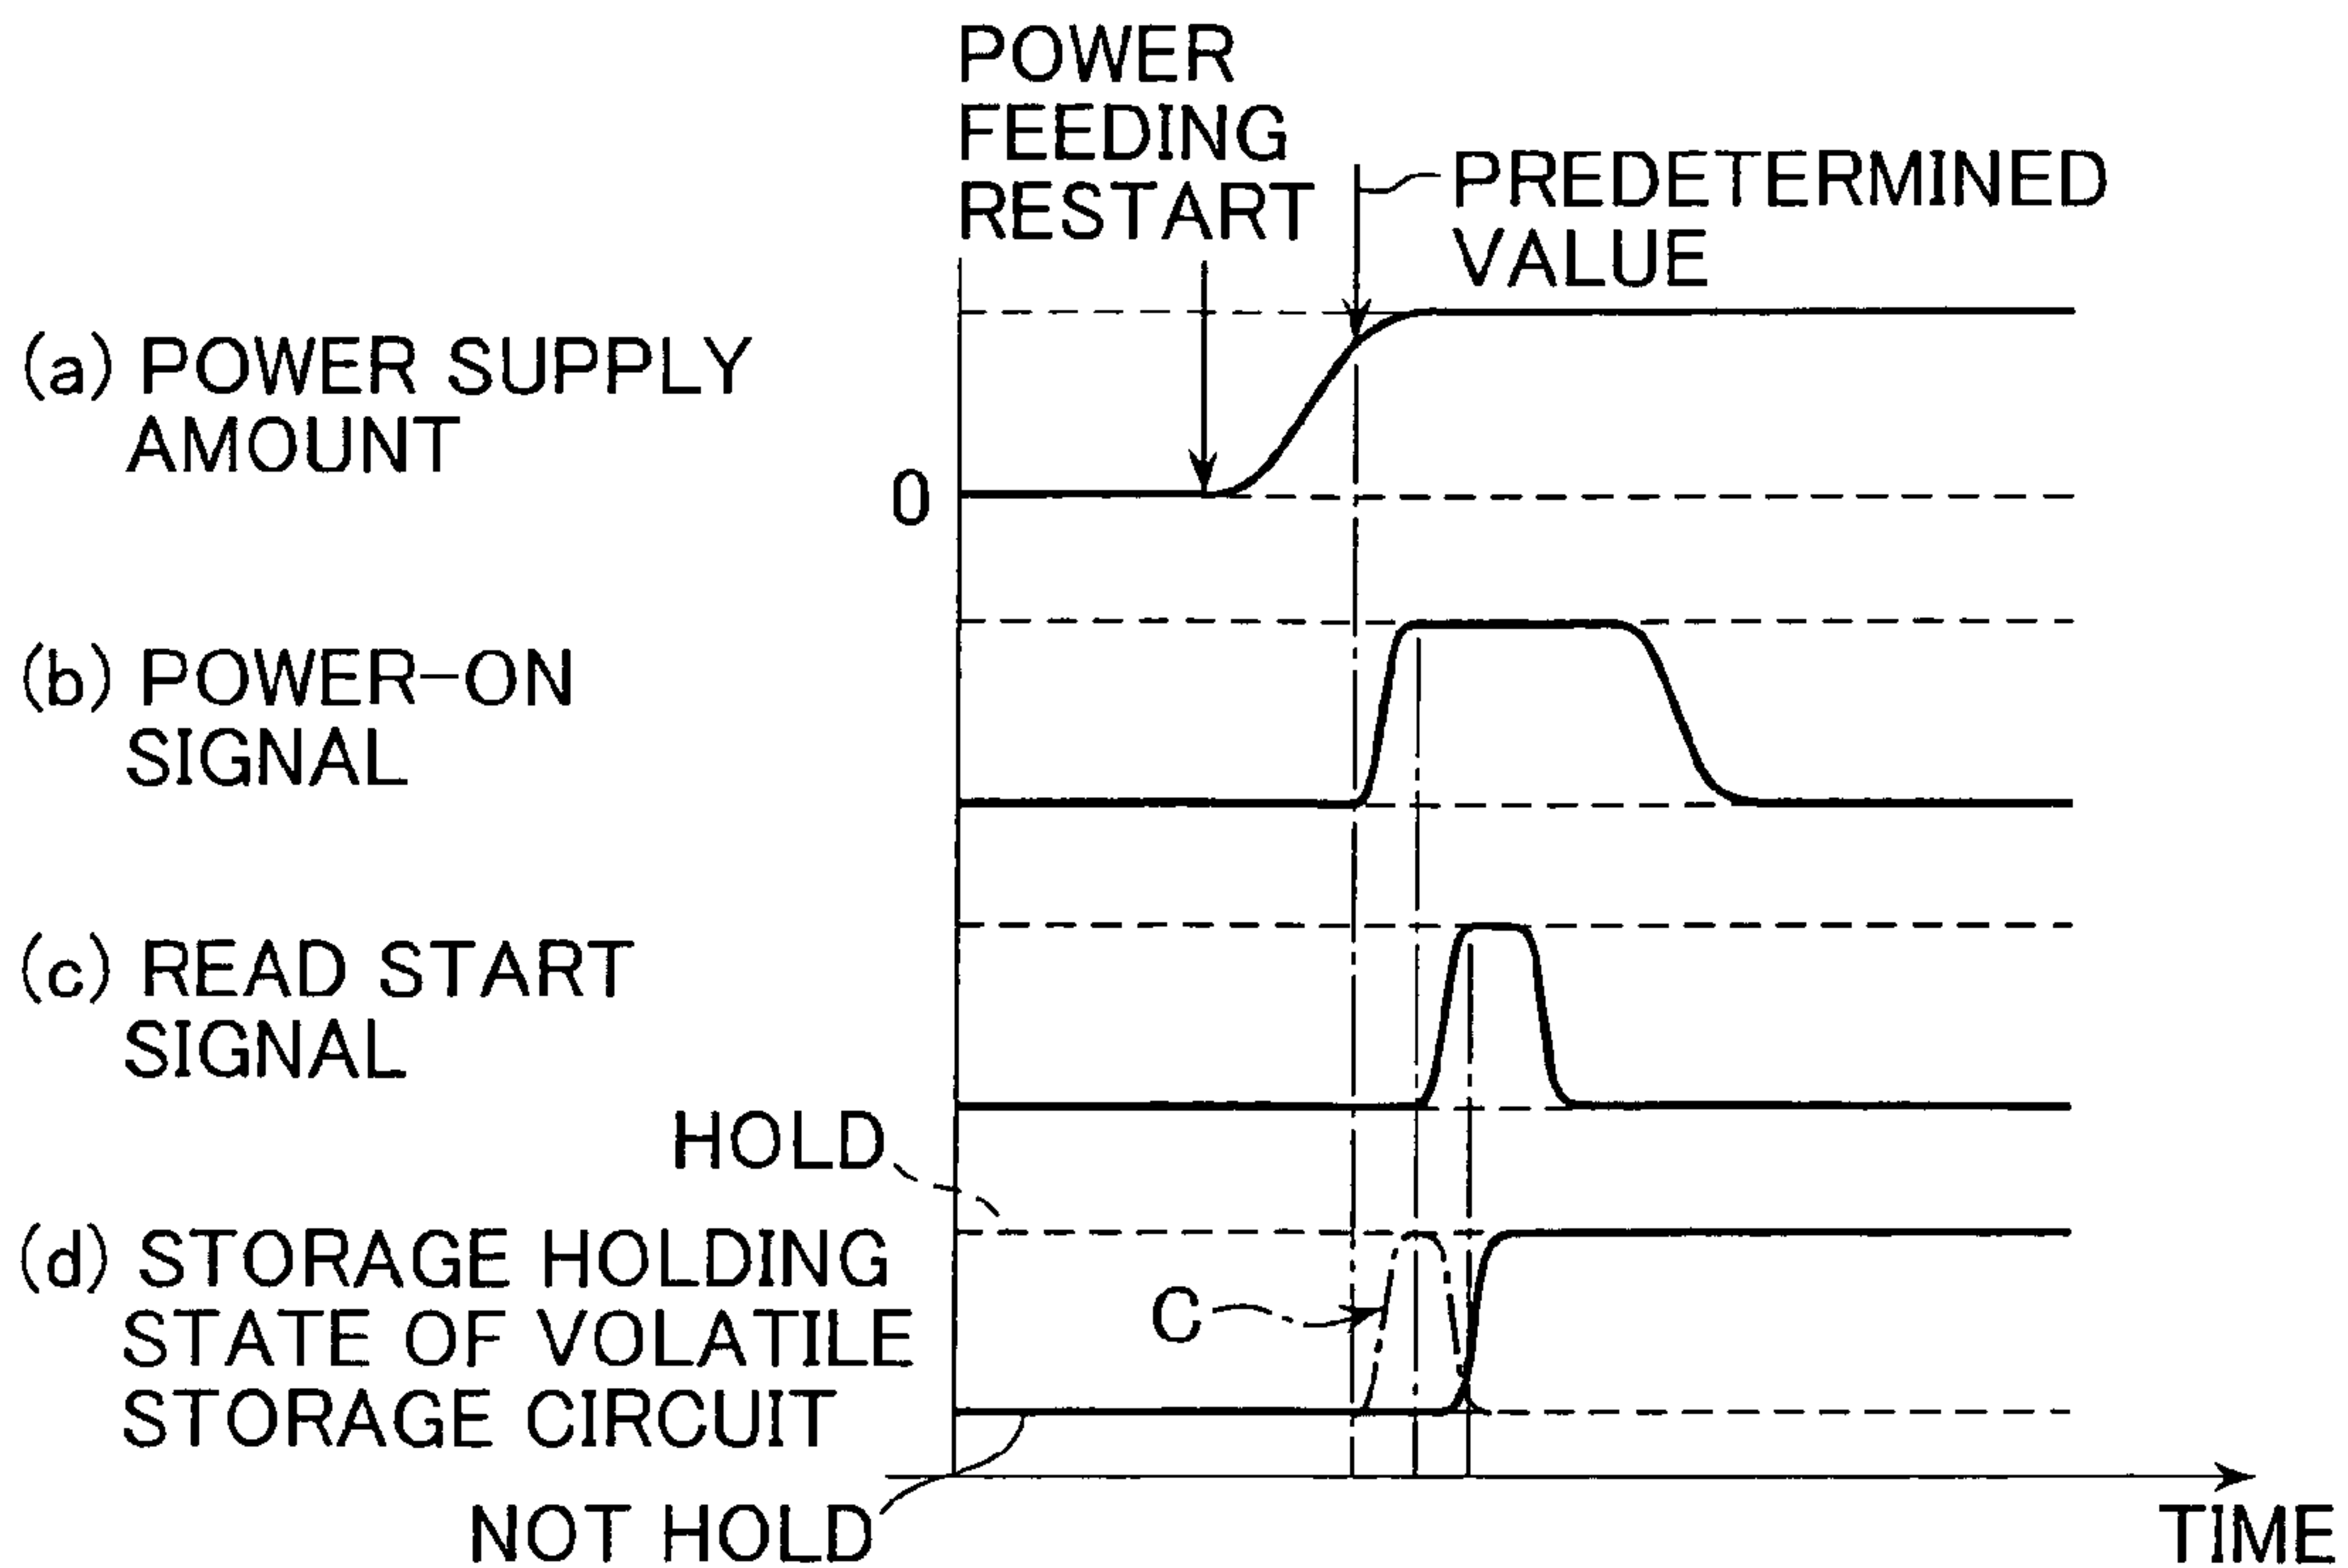 POWER
FEEDING
RESTART
PREDETERMINED
VALUE
(a) POWER SUPPLY
AMOUNT
0
(b) POWER-ON
SIGNAL
(c) READ START
SIGNAL
HOLD
(d) STORAGE HOLDING
STATE OF VOLATILE
STORAGE CIRCUIT
C
NOT HOLD
TIME